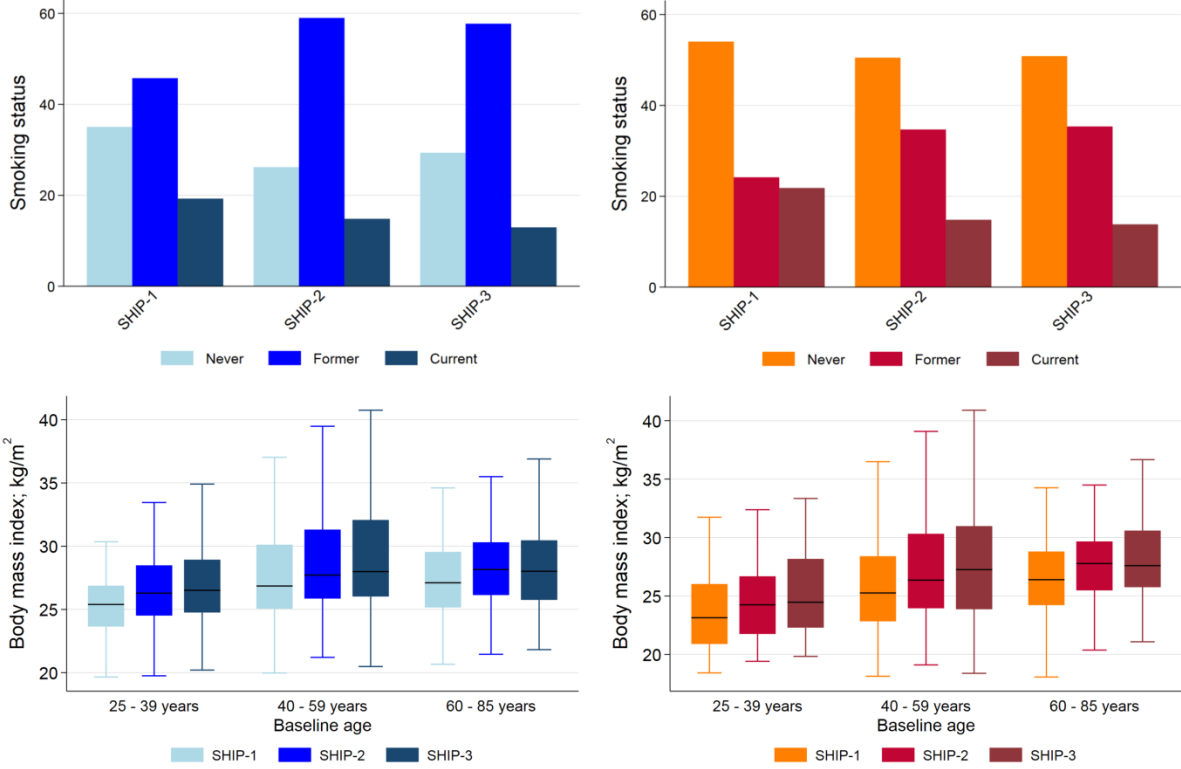 Smoking status
60
40
20
0
SHIP-1
SHIP-2
SHIP-3
Never Former Current
Smoking status
60
40
20
0
SHIP-1
SHIP-2
SHIP-3
Never Former Current
Body mass index; kg/m²
40
35
30
25
20
25 - 39 years 40 - 59 years 60 - 85 years
Baseline age
SHIP-1 SHIP-2 SHIP-3
Body mass index; kg/m²
40
35
30
25
20
25 - 39 years 40 - 59 years 60 - 85 years
Baseline age
SHIP-1 SHIP-2 SHIP-3